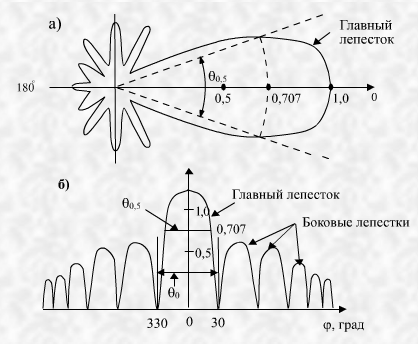 а)
Главный
лепесток
θ0,5
180°
0,5
0,707
1,0
0
б)
θ0,5
1,0
Главный лепесток
0,707
Боковые лепестки
0,5
θ0
330
0
30
φ, град